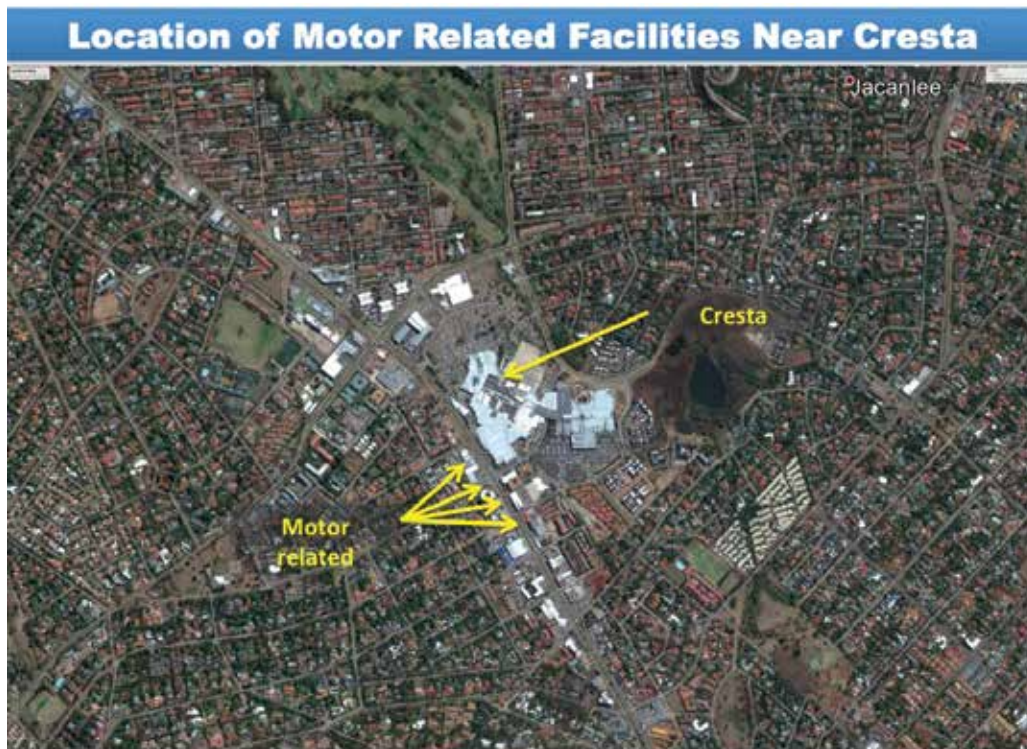 Location of Motor Related Facilities Near Cresta
Jacanlee
Cresta
Motor
related